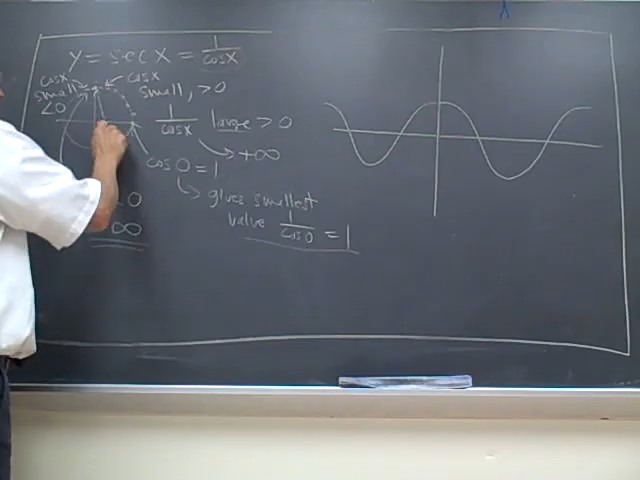 y = sec x = 1/cos x
cos x
small
<0
cos x
small, >0
1/cos x large > 0
→ +∞
cos 0 = 1
↳ gives smallest
value 1/cos 0 = 1
0
∞